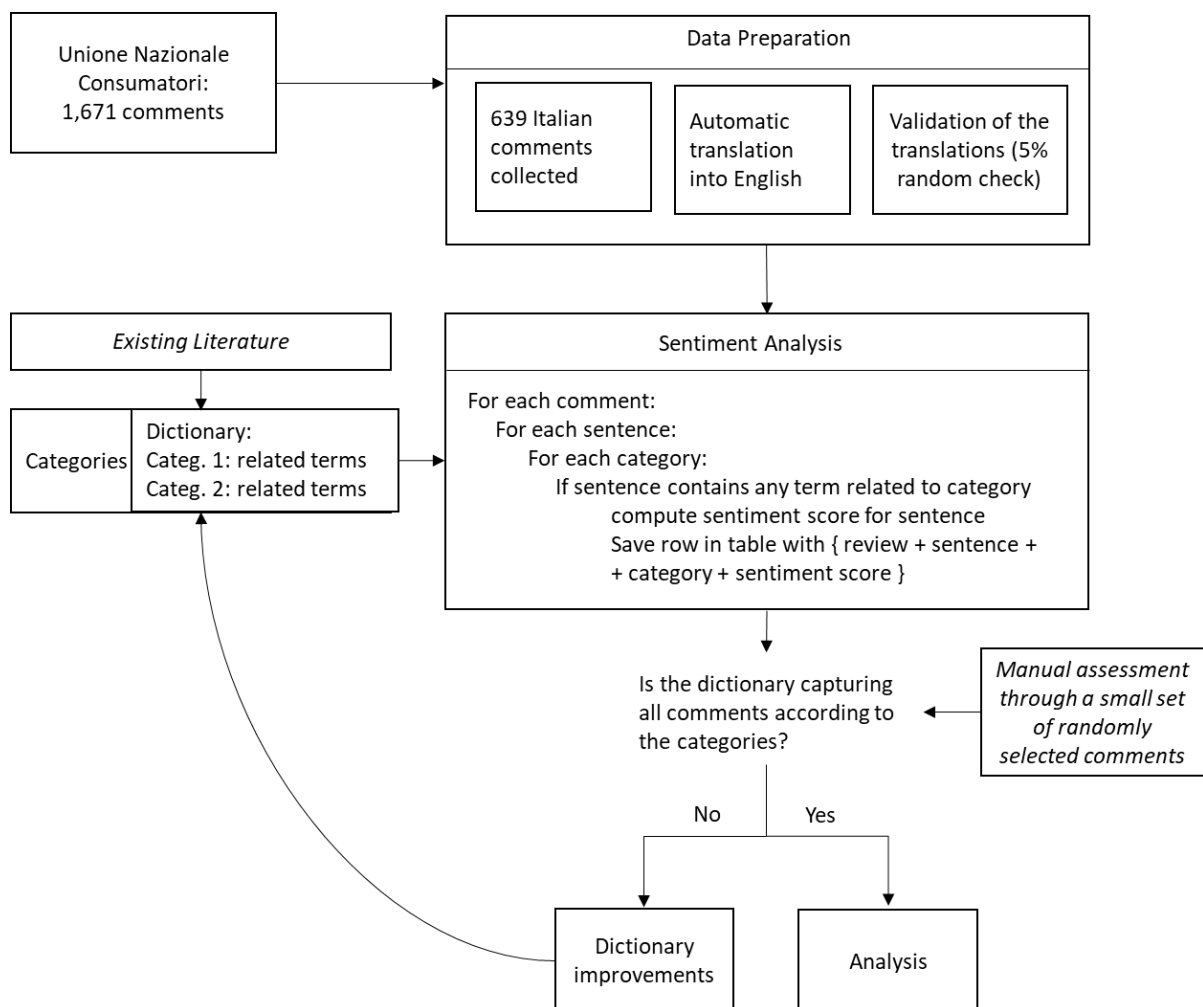 Unione Nazionale
Consumatori:
1,671 comments
Data Preparation
639 Italian
comments
collected
Automatic
translation
into English
Validation of the
translations (5%
random check)
Existing Literature
Categories
Dictionary:
Categ. 1: related terms
Categ. 2: related terms
Sentiment Analysis
For each comment:
For each sentence:
For each category:
If sentence contains any term related to category
compute sentiment score for sentence
Save row in table with { review + sentence +
+ category + sentiment score }
Is the dictionary capturing
all comments according to
the categories?
Manual assessment
through a small set
of randomly
selected comments
No
Yes
Dictionary
improvements
Analysis